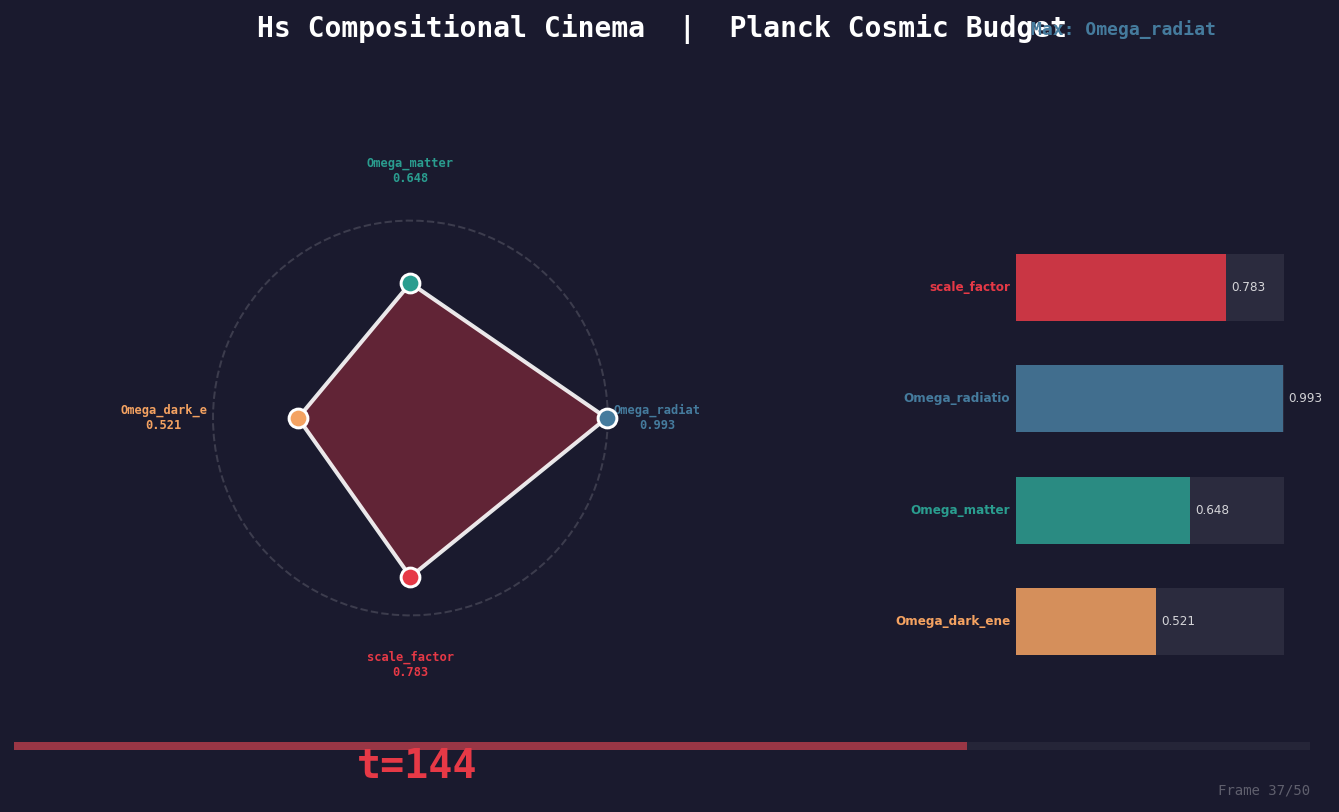 Hs Compositional Cinema  |  Planck Cosmic Budget
Max: Omega_radiat
Omega_matter
0.648
Omega_dark_e
0.521
Omega_radiat
0.993
scale_factor
0.783
scale_factor 0.783
Omega_radiatio 0.993
Omega_matter 0.648
Omega_dark_ene 0.521
t=144
Frame 37/50